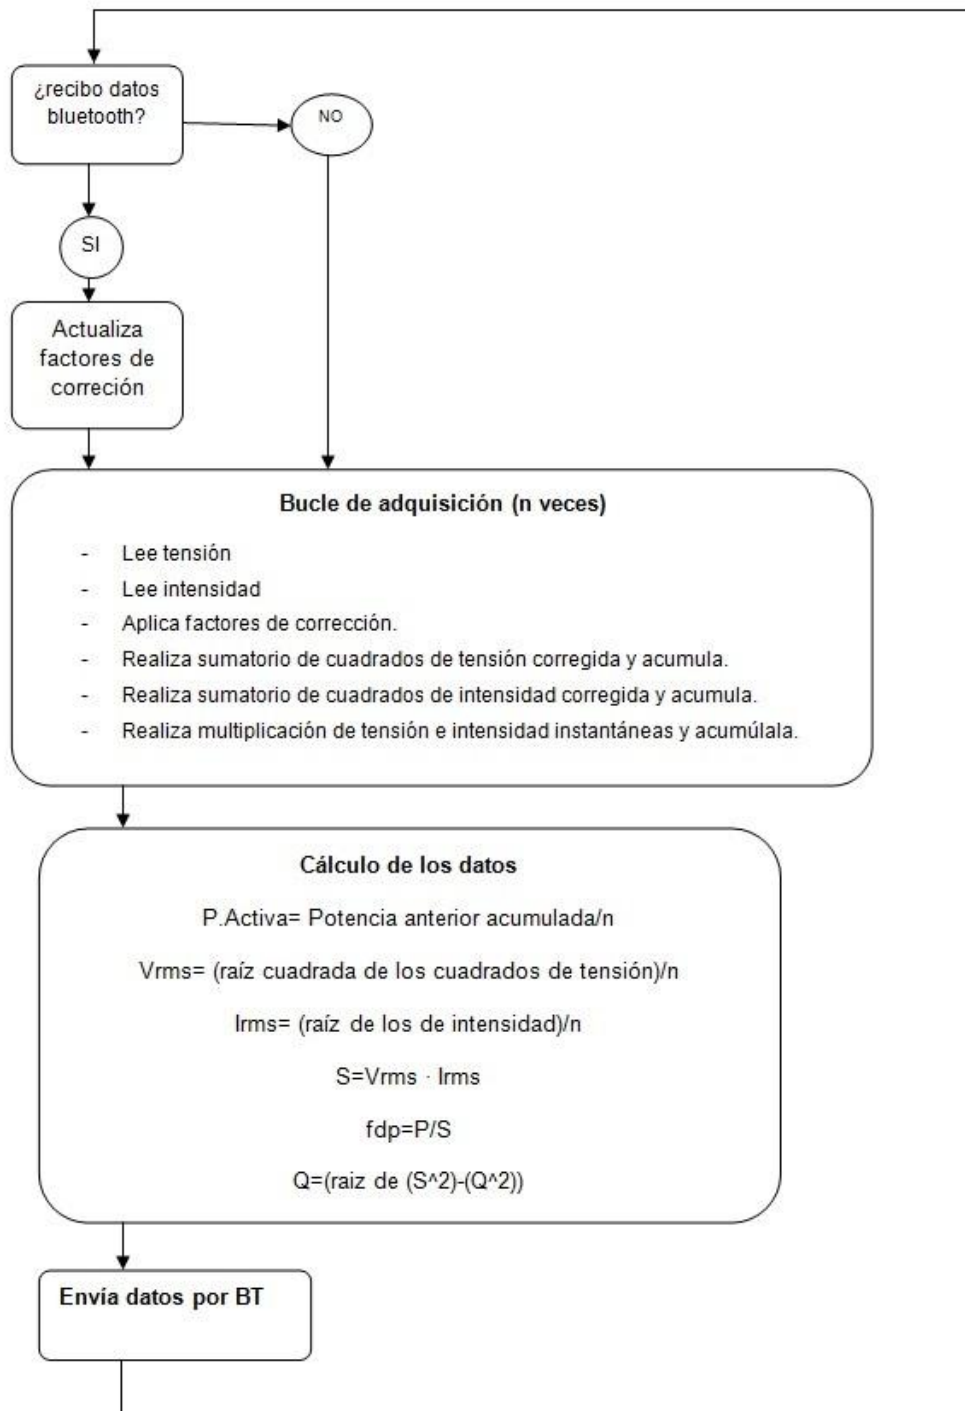 ¿recibo datos
bluetooth?
NO
SI
Actualiza
factores de
correción
Bucle de adquisición (n veces)
- Lee tensión
- Lee intensidad
- Aplica factores de corrección.
- Realiza sumatorio de cuadrados de tensión corregida y acumula.
- Realiza sumatorio de cuadrados de intensidad corregida y acumula.
- Realiza multiplicación de tensión e intensidad instantáneas y acumúlala.
Cálculo de los datos
P.Activa= Potencia anterior acumulada/n
Vrms= (raíz cuadrada de los cuadrados de tensión)/n
Irms= (raíz de los de intensidad)/n
S=Vrms · Irms
fdp=P/S
Q=(raiz de (S^2)-(Q^2))
Envía datos por BT